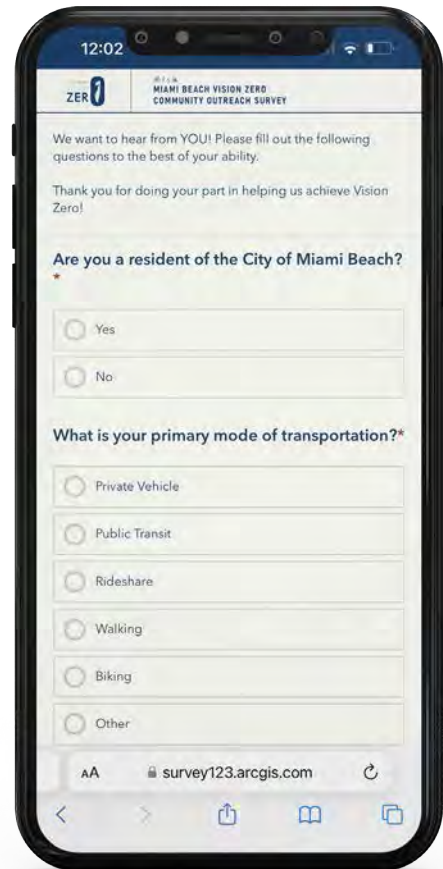 12:02
ZER0
MIAMI BEACH VISION ZERO
COMMUNITY OUTREACH SURVEY
We want to hear from YOU! Please fill out the following
questions to the best of your ability.
Thank you for doing your part in helping us achieve Vision
Zero!
Are you a resident of the City of Miami Beach?
*
Yes
No
What is your primary mode of transportation?*
Private Vehicle
Public Transit
Rideshare
Walking
Biking
Other
AA
survey123.arcgis.com